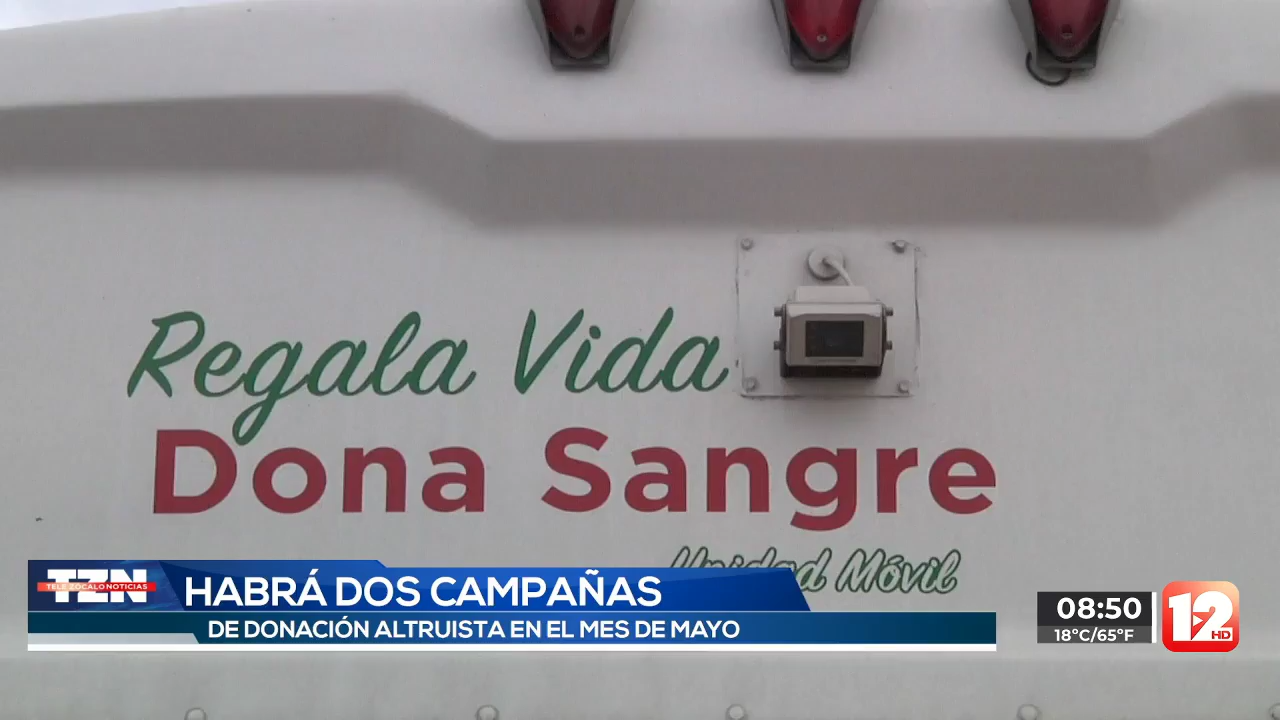 Regala Vida
Dona Sangre
Unidad Móvil
TZN
TELE ZOCALO NOTICIAS
HABRÁ DOS CAMPAÑAS
DE DONACIÓN ALTRUISTA EN EL MES DE MAYO
08:50
18°C/65°F
12
HD